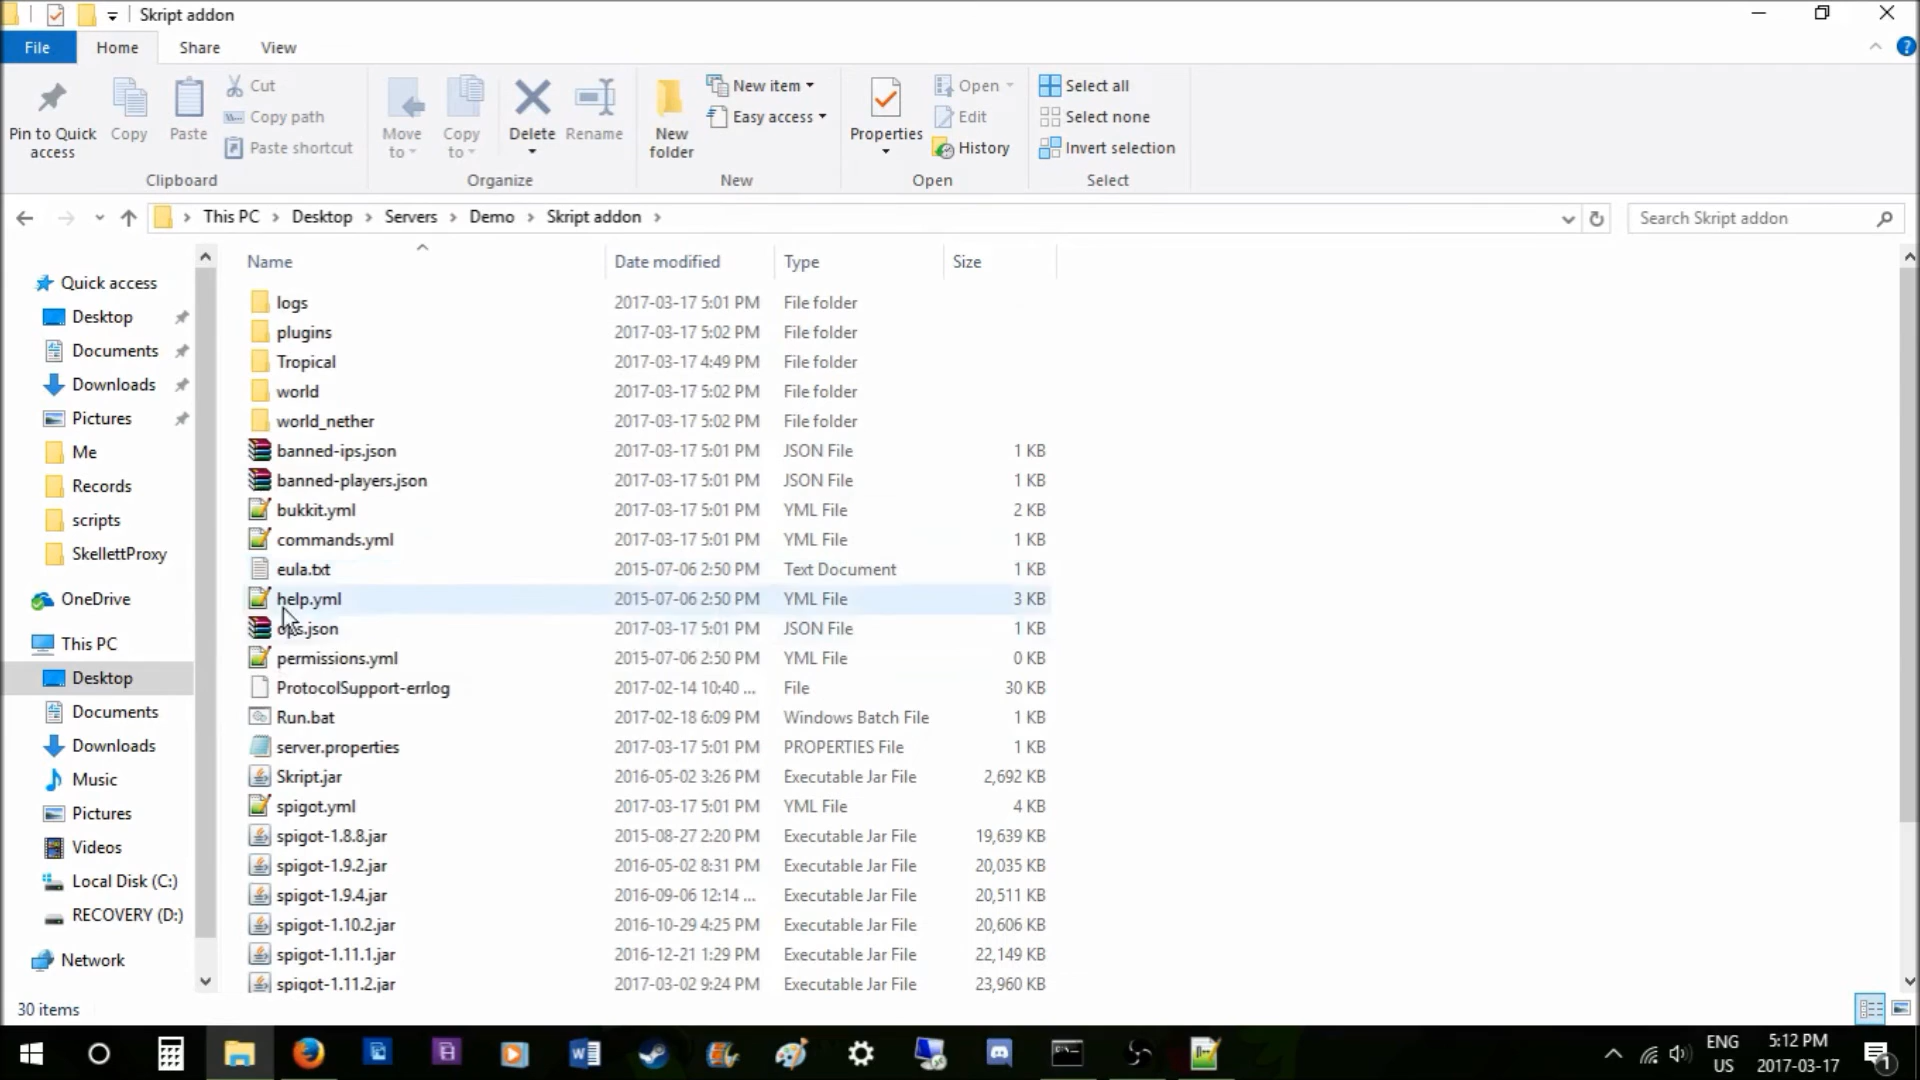 Skript addon
File Home Share View
Pin to Quick access
Copy
Paste
Cut
Copy path
Paste shortcut
Clipboard
Move to
Copy to
Delete
Rename
Organize
New folder
New item
Easy access
New
Properties
Open
Edit
History
Open
Select all
Select none
Invert selection
Select
This PC Desktop Servers Demo Skript addon
Search Skript addon
Quick access
Desktop
Documents
Downloads
Pictures
Me
Records
scripts
SkellettProxy
OneDrive
This PC
Desktop
Documents
Downloads
Music
Pictures
Videos
Local Disk (C:)
RECOVERY (D:)
Network
Name Date modified Type Size
logs 2017-03-17 5:01 PM File folder
plugins 2017-03-17 5:02 PM File folder
Tropical 2017-03-17 4:49 PM File folder
world 2017-03-17 5:02 PM File folder
world_nether 2017-03-17 5:02 PM File folder
banned-ips.json 2017-03-17 5:01 PM JSON File 1 KB
banned-players.json 2017-03-17 5:01 PM JSON File 1 KB
bukkit.yml 2017-03-17 5:01 PM YML File 2 KB
commands.yml 2017-03-17 5:01 PM YML File 1 KB
eula.txt 2015-07-06 2:50 PM Text Document 1 KB
help.yml 2015-07-06 2:50 PM YML File 3 KB
ops.json 2017-03-17 5:01 PM JSON File 1 KB
permissions.yml 2015-07-06 2:50 PM YML File 0 KB
ProtocolSupport-errlog 2017-02-14 10:40 ... File 30 KB
Run.bat 2017-02-18 6:09 PM Windows Batch File 1 KB
server.properties 2017-03-17 5:01 PM PROPERTIES File 1 KB
Skript.jar 2016-05-02 3:26 PM Executable Jar File 2,692 KB
spigot.yml 2017-03-17 5:01 PM YML File 4 KB
spigot-1.8.8.jar 2015-08-27 2:20 PM Executable Jar File 19,639 KB
spigot-1.9.2.jar 2016-05-02 8:31 PM Executable Jar File 20,035 KB
spigot-1.9.4.jar 2016-09-06 12:14 ... Executable Jar File 20,511 KB
spigot-1.10.2.jar 2016-10-29 4:25 PM Executable Jar File 20,606 KB
spigot-1.11.1.jar 2016-12-21 1:29 PM Executable Jar File 22,149 KB
spigot-1.11.2.jar 2017-03-02 9:24 PM Executable Jar File 23,960 KB
30 items
ENG
US
5:12 PM
2017-03-17
1